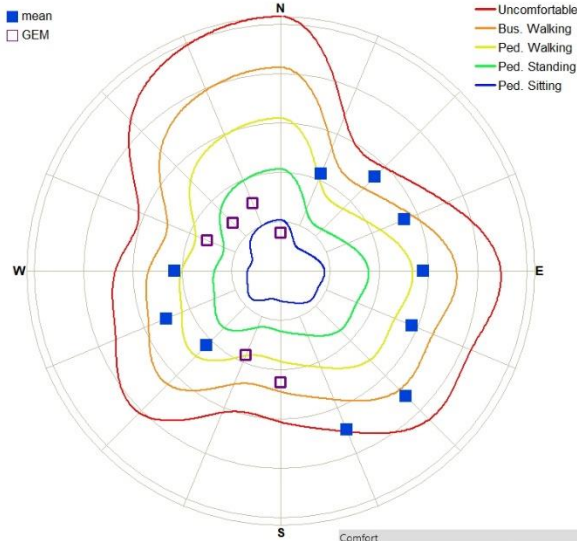 mean
GEM
N
Uncomfortable
Bus. Walking
Ped. Walking
Ped. Standing
Ped. Sitting
W
E
S
Comfort